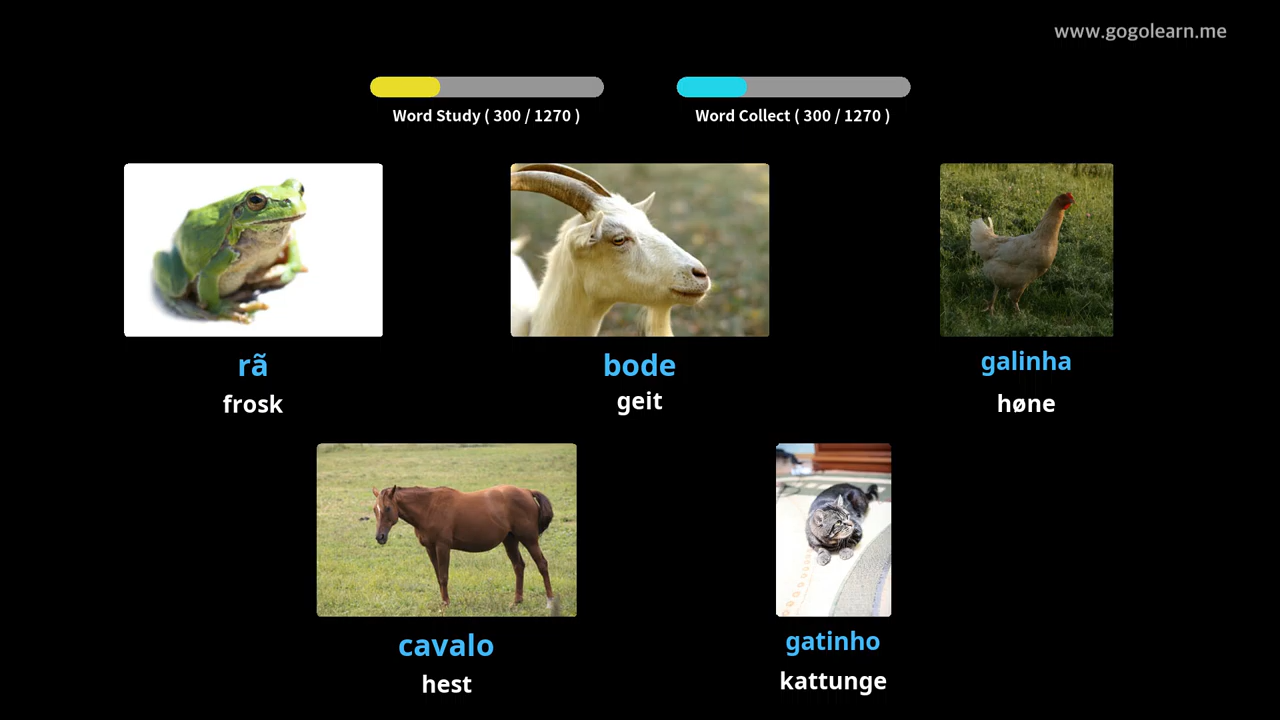 www.gogolearn.me
Word Study ( 300 / 1270 )
Word Collect ( 300 / 1270 )
rã
frosk
bode
geit
galinha
høne
cavalo
hest
gatinho
kattunge